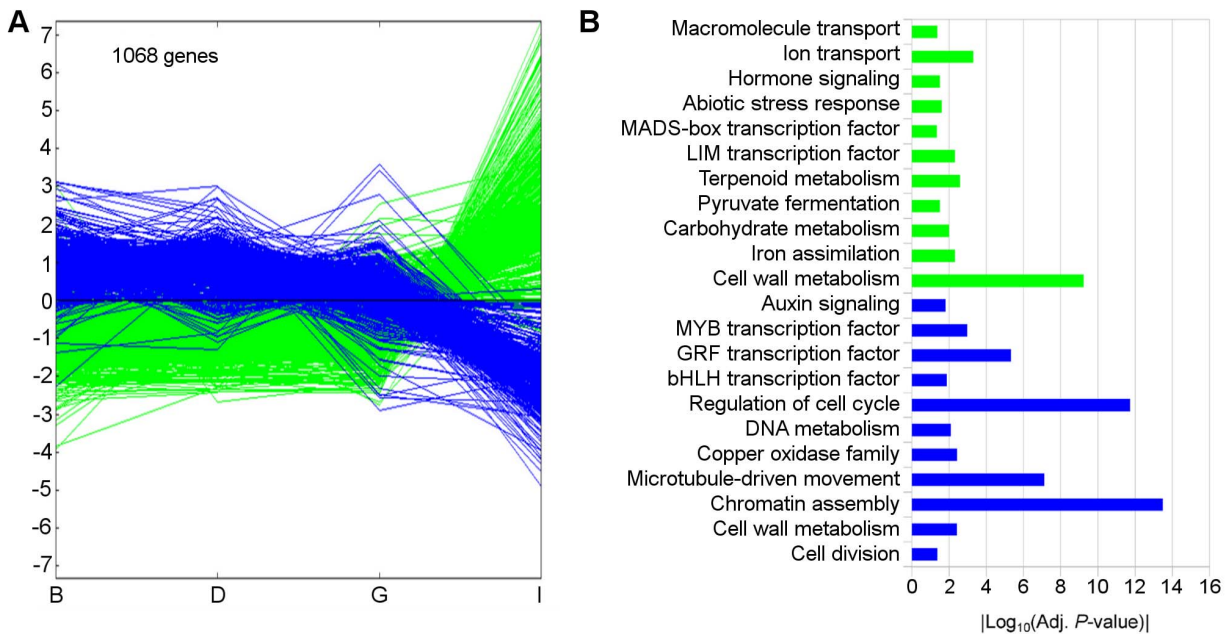 A
7
6
5
4
3
2
1
0
-1
-2
-3
-4
-5
-6
-7
1068 genes
B D G I
B
Macromolecule transport
Ion transport
Hormone signaling
Abiotic stress response
MADS-box transcription factor
LIM transcription factor
Terpenoid metabolism
Pyruvate fermentation
Carbohydrate metabolism
Iron assimilation
Cell wall metabolism
Auxin signaling
MYB transcription factor
GRF transcription factor
bHLH transcription factor
Regulation of cell cycle
DNA metabolism
Copper oxidase family
Microtubule-driven movement
Chromatin assembly
Cell wall metabolism
Cell division
0 2 4 6 8 10 12 14 16
|Log₁₀(Adj. P-value)|